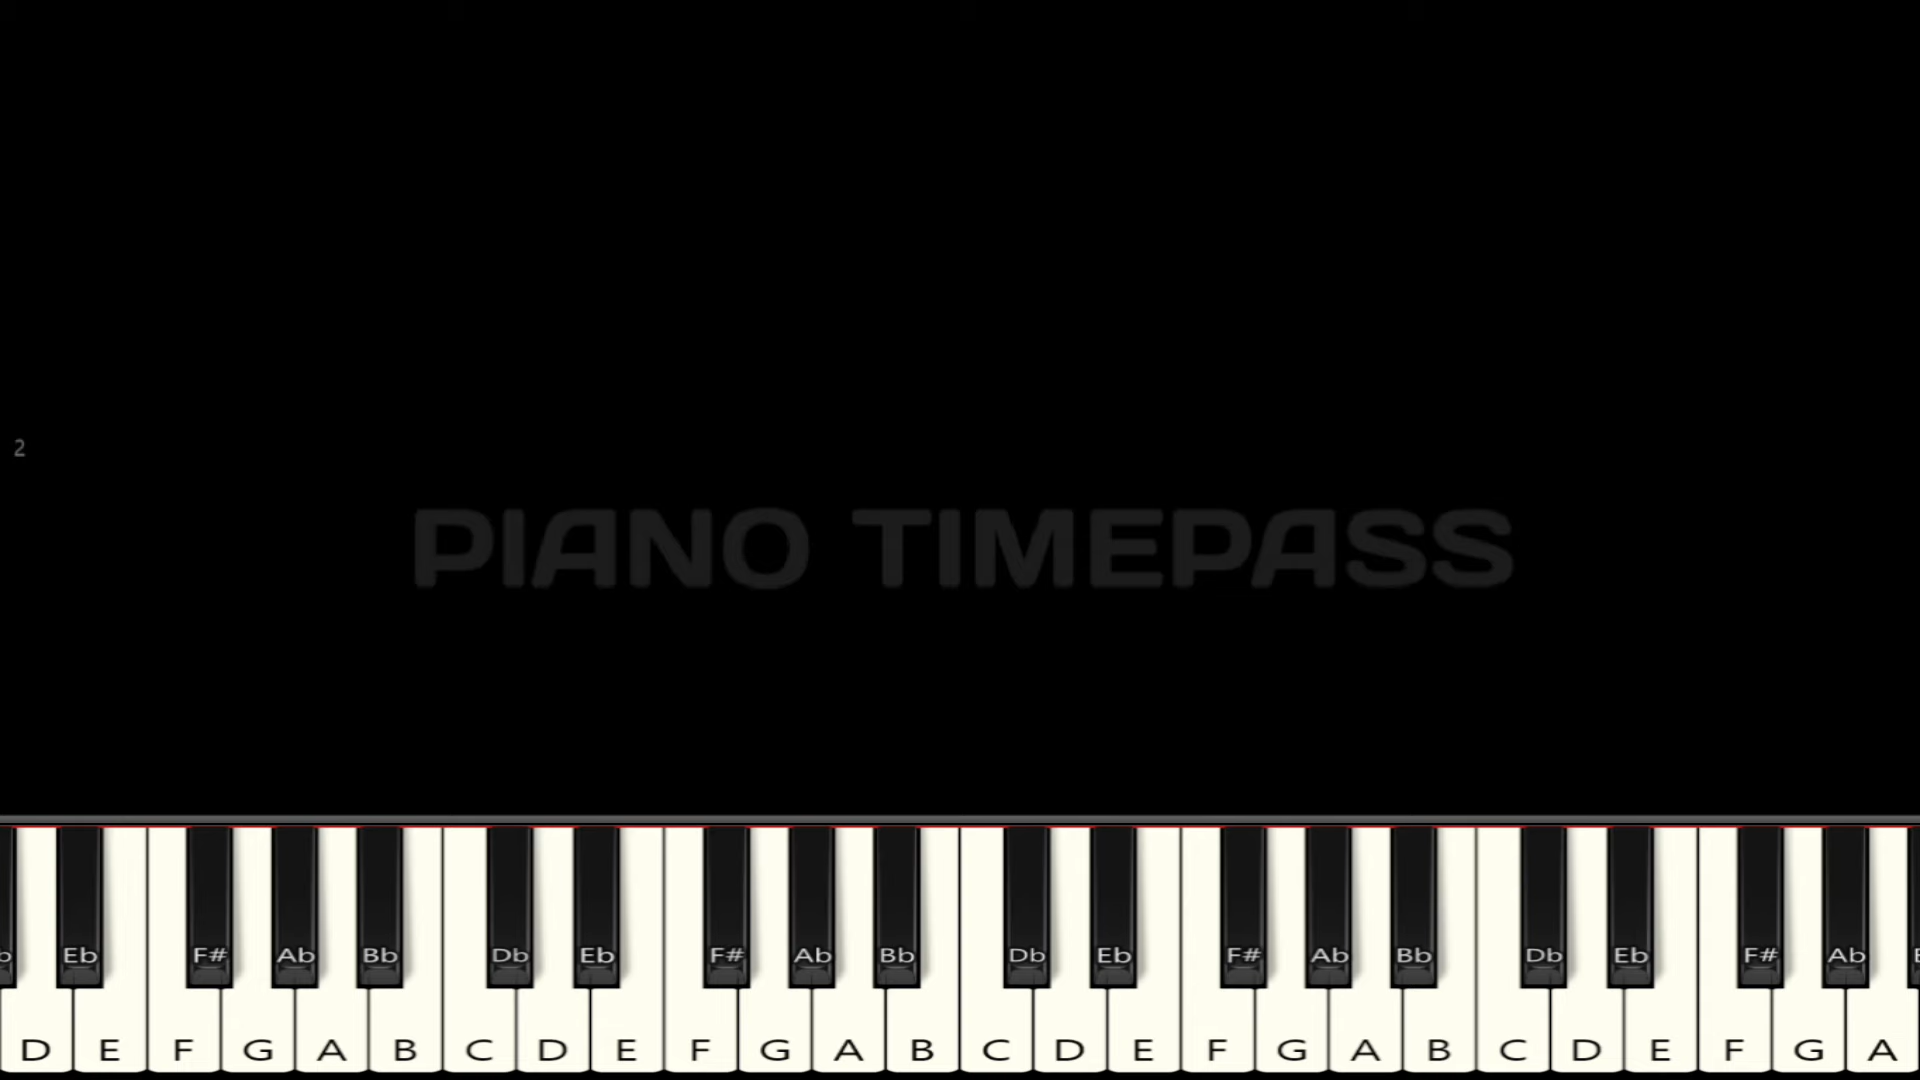 2
PIANO TIMEPASS
b Eb F# Ab Bb Db Eb F# Ab Bb Db Eb F# Ab Bb Db Eb F# Ab
D E F G A B C D E F G A B C D E F G A B C D E F G A